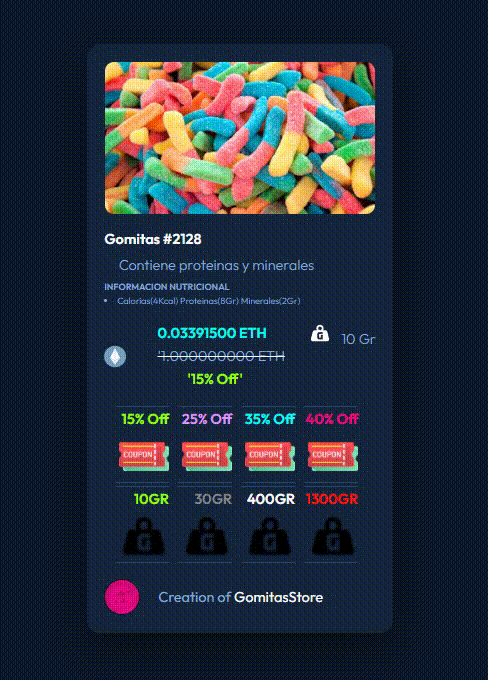 Gomitas #2128
Contiene proteinas y minerales
INFORMACION NUTRICIONAL
• Calorias(4Kcal) Proteinas(8Gr) Minerales(2Gr)
0.03391500 ETH
10 Gr
'1.000000000 ETH
'15% Off'
15% Off 25% Off 35% Off 40% Off
COUPON COUPON COUPON COUPON
10GR 30GR 400GR 1300GR
G G G G
Creation of GomitasStore